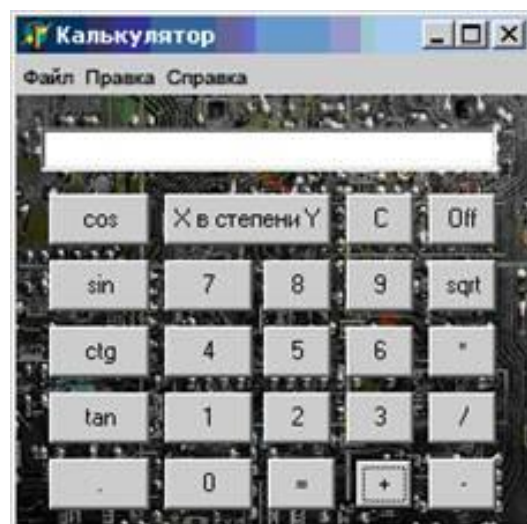 Калькулятор
Файл Правка Справка
cos X в степени Y C Off
sin 7 8 9 sqrt
ctg 4 5 6 *
tan 1 2 3 /
. 0 = + -